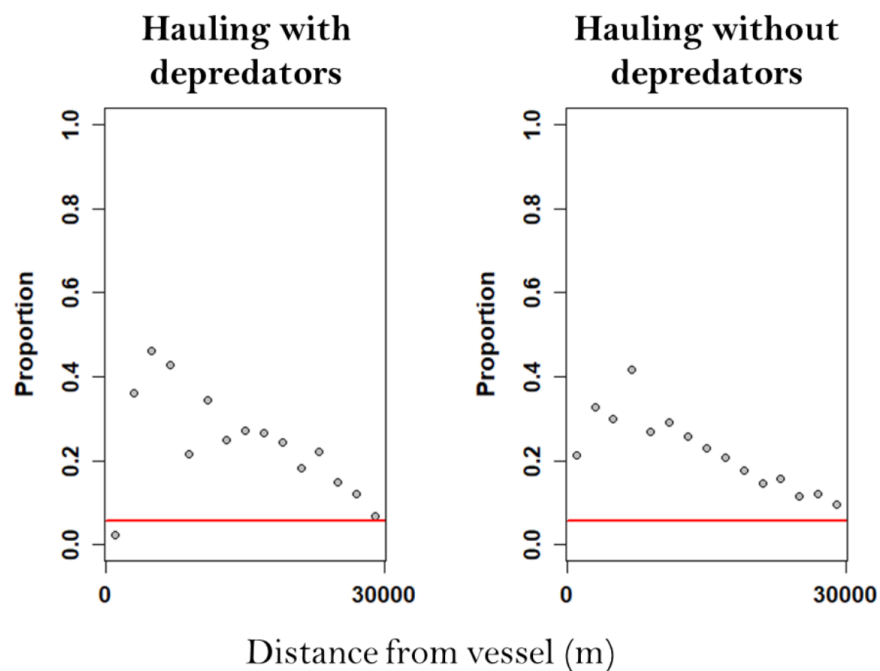 Hauling with
depredators
Hauling without
depredators
Proportion
1.0
0.8
0.6
0.4
0.2
0.0
0
30000
Proportion
1.0
0.8
0.6
0.4
0.2
0.0
0
30000
Distance from vessel (m)